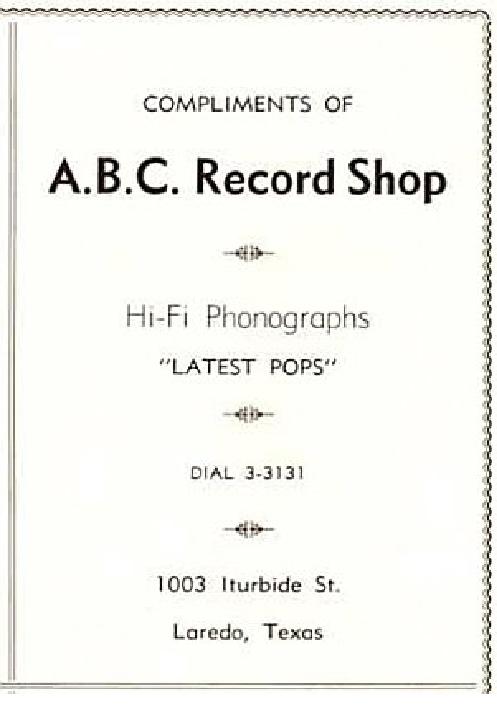 COMPLIMENTS OF
A.B.C. Record Shop
Hi-Fi Phonographs
"LATEST POPS"
DIAL 3-3131
1003 Iturbide St.
Laredo, Texas